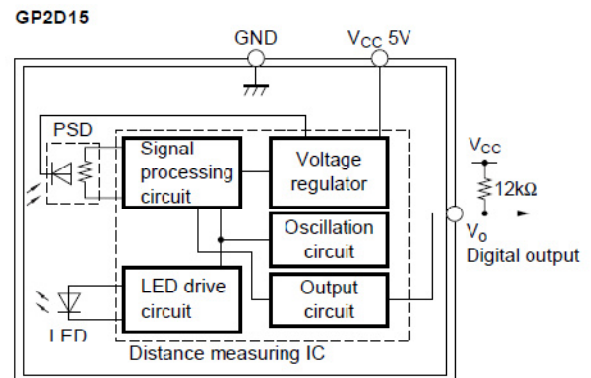 GP2D15
GND
VCC 5V
PSD
Signal
processing
circuit
Voltage
regulator
VCC
12kΩ
Oscillation
circuit
VO
Digital output
LED drive
circuit
Output
circuit
LED
Distance measuring IC